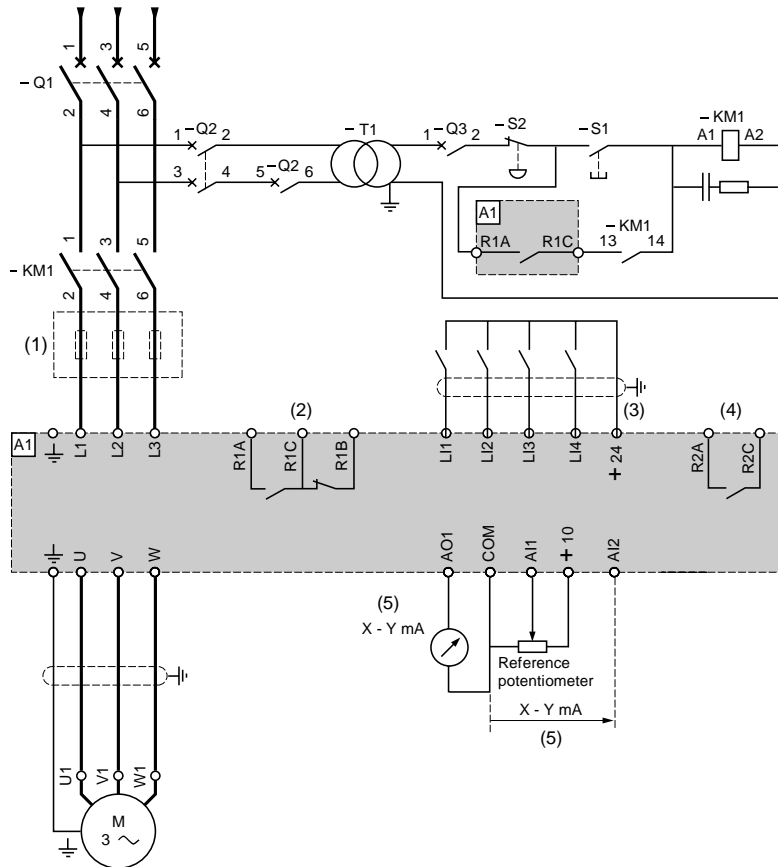 1 3 5
– Q1
2 4 6
1 – Q2 2
– T1
1 – Q3 2
– S2
– S1
– KM1
A1 A2
3 4 5 – Q2 6
A1
R1A R1C
– KM1
13 14
1 3 5
– KM1
2 4 6
(1)
(2)
(3)
(4)
A1
L1 L2 L3
R1A R1C R1B
LI1 LI2 LI3 LI4 + 24
R2A R2C
U V W
AO1 COM AI1 + 10 AI2
(5)
X - Y mA
Reference
potentiometer
X - Y mA
(5)
U1 V1 W1
M
3